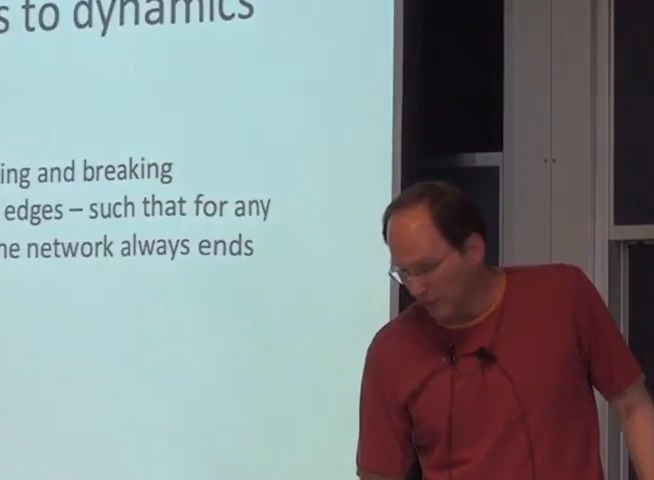 s to dynamics
ing and breaking
edges – such that for any
he network always ends